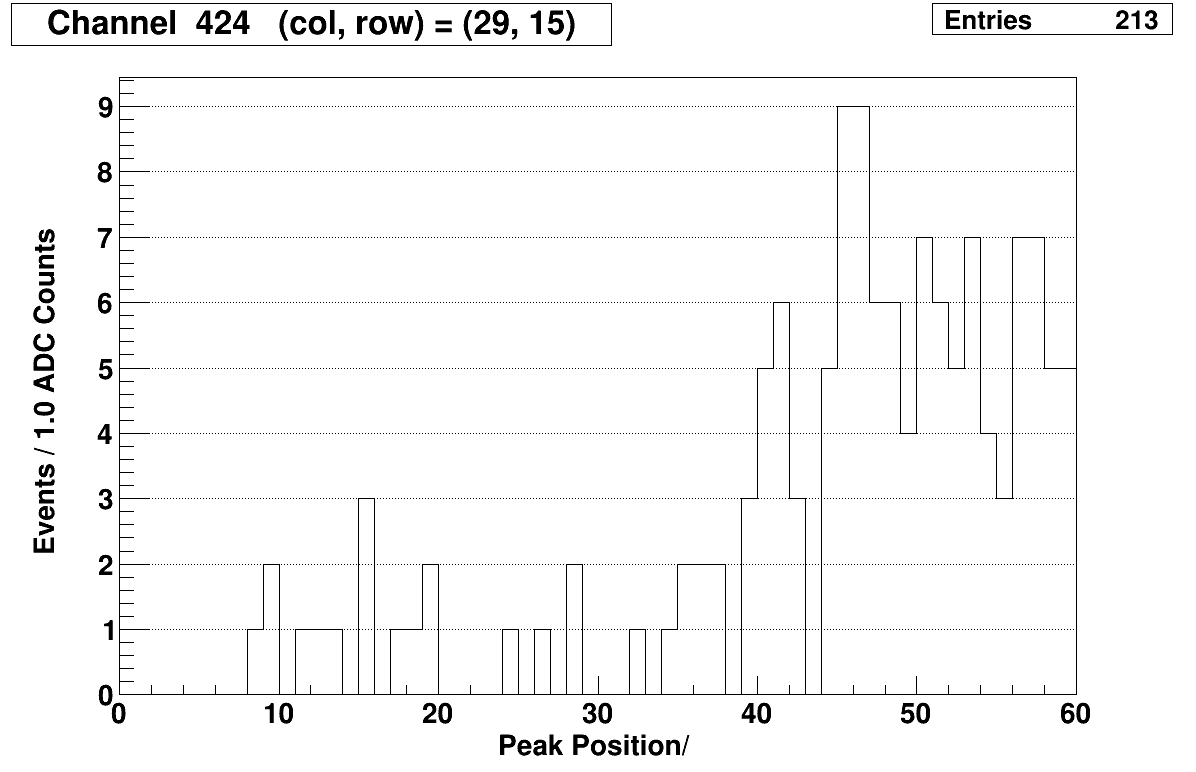 Channel 424 (col, row) = (29, 15)
Entries 213
9
8
7
6
5
4
3
2
1
0
Events / 1.0 ADC Counts
0 10 20 30 40 50 60
Peak Position/